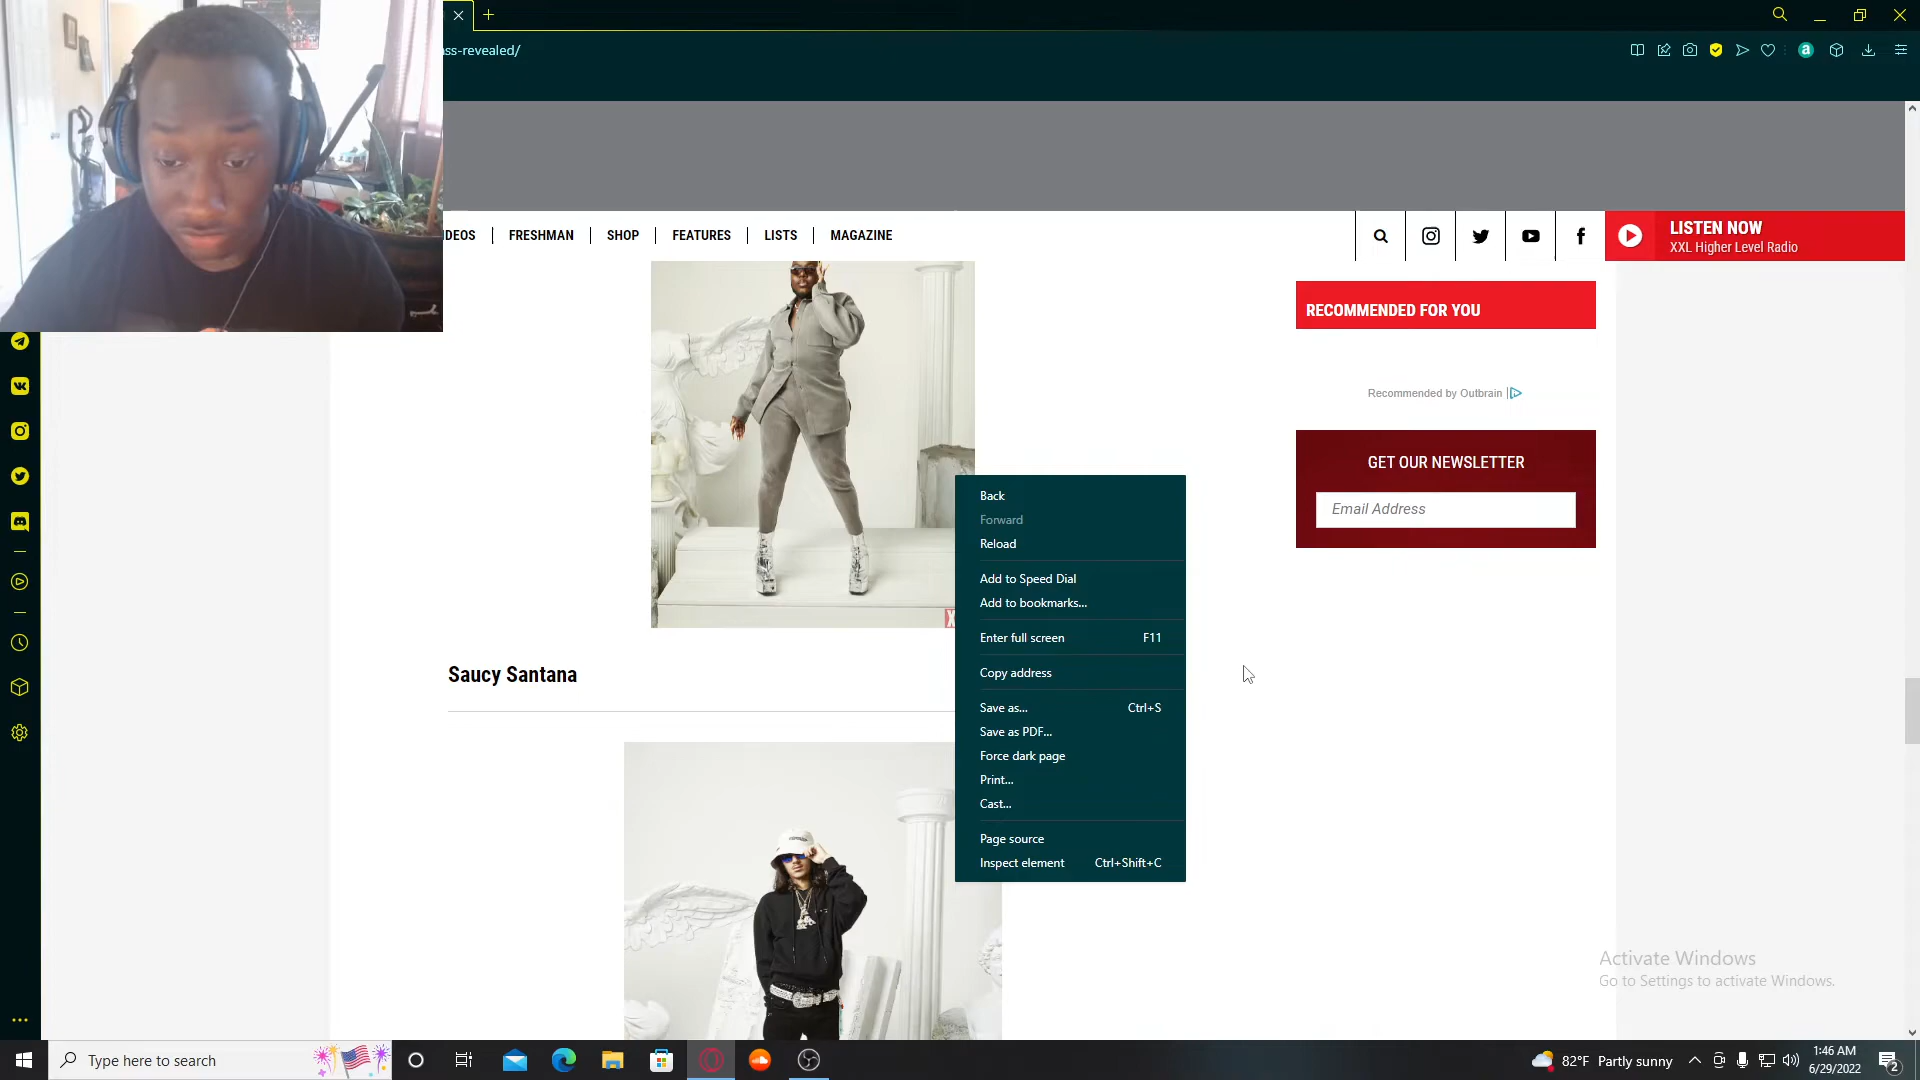 ss-revealed/
DEOS
FRESHMAN
SHOP
FEATURES
LISTS
MAGAZINE
LISTEN NOW
XXL Higher Level Radio
RECOMMENDED FOR YOU
Recommended by Outbrain
GET OUR NEWSLETTER
Email Address
Back
Forward
Reload
Add to Speed Dial
Add to bookmarks...
Enter full screen F11
Copy address
Save as... Ctrl+S
Save as PDF...
Force dark page
Print...
Cast...
Page source
Inspect element Ctrl+Shift+C
Saucy Santana
Activate Windows
Go to Settings to activate Windows.
Type here to search
82°F Partly sunny
1:46 AM
6/29/2022
2